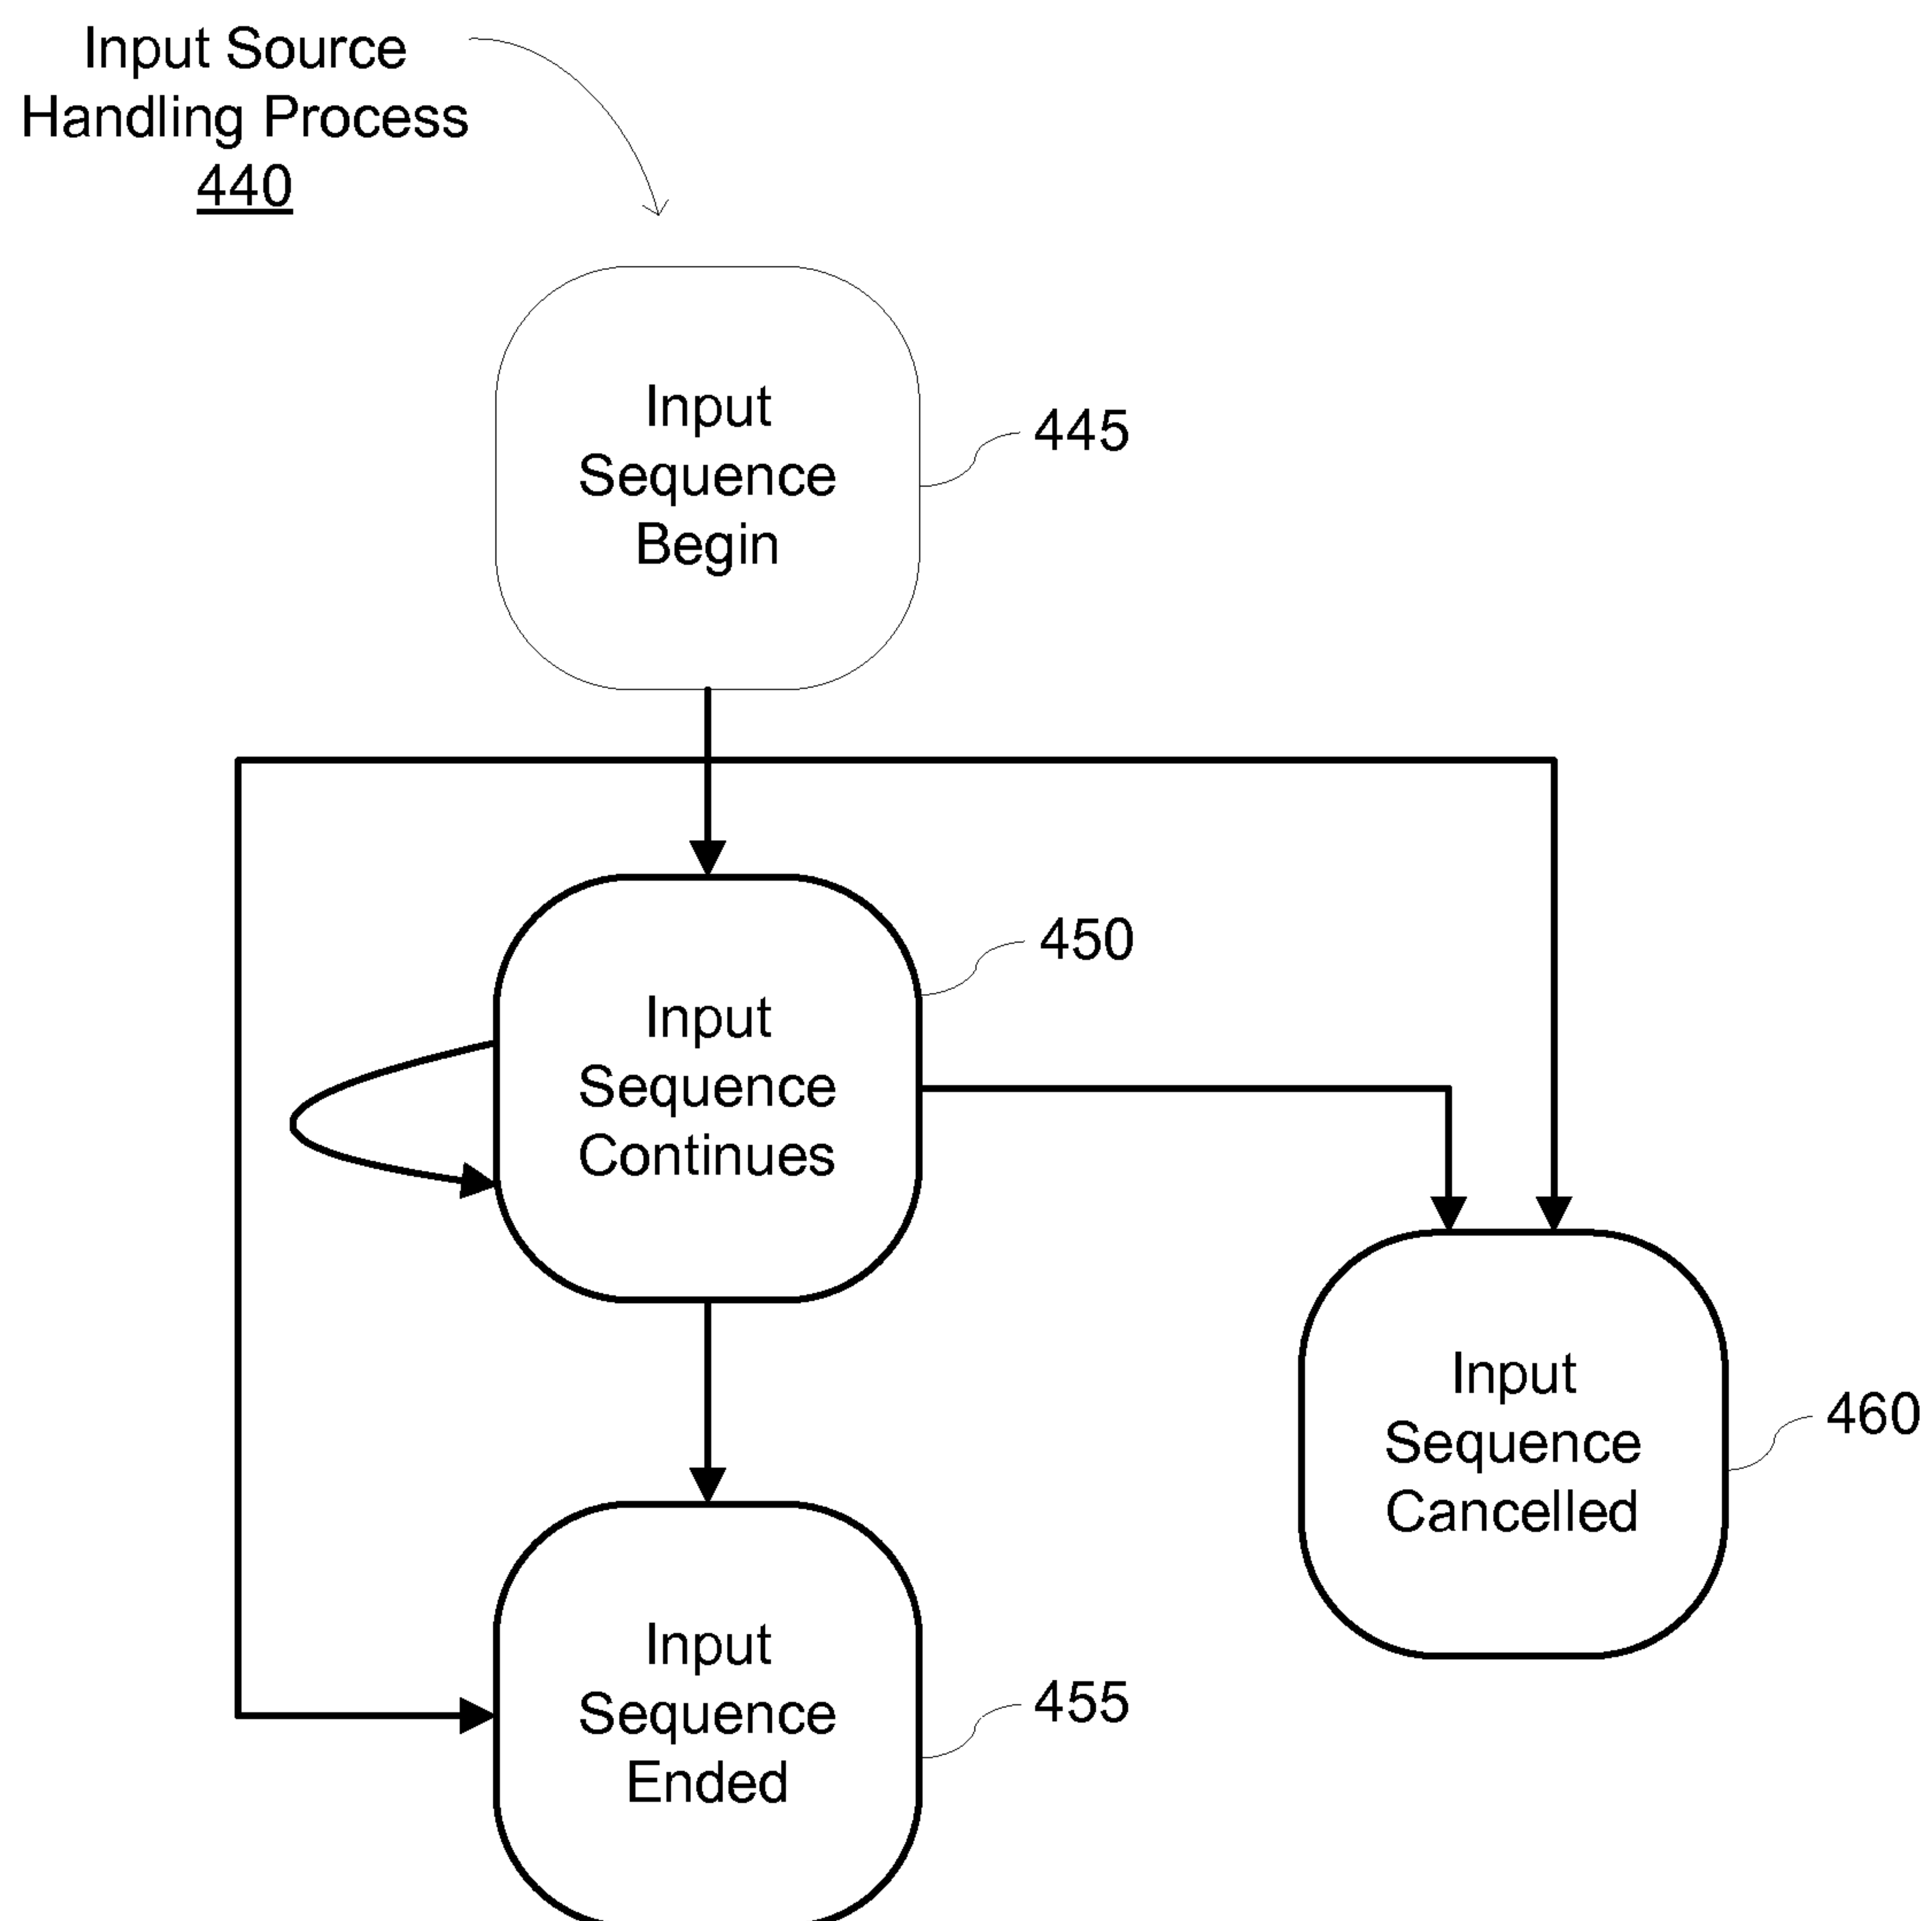 Input Source
Handling Process
440
Input
Sequence
Begin
445
Input
Sequence
Continues
450
Input
Sequence
Cancelled
460
Input
Sequence
Ended
455